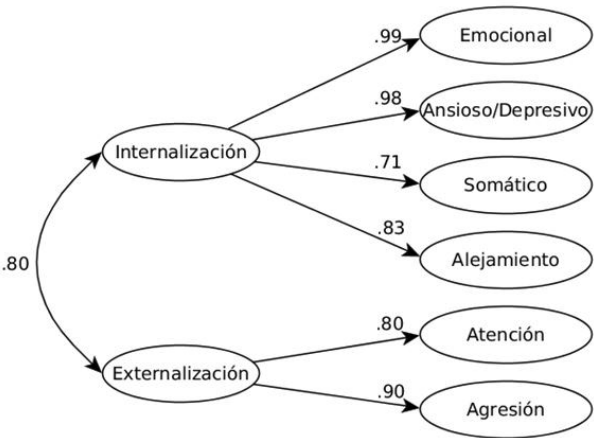 .99
Emocional
.98
Ansioso/Depresivo
Internalización
.71
Somático
.83
Alejamiento
.80
.80
Atención
Externalización
.90
Agresión